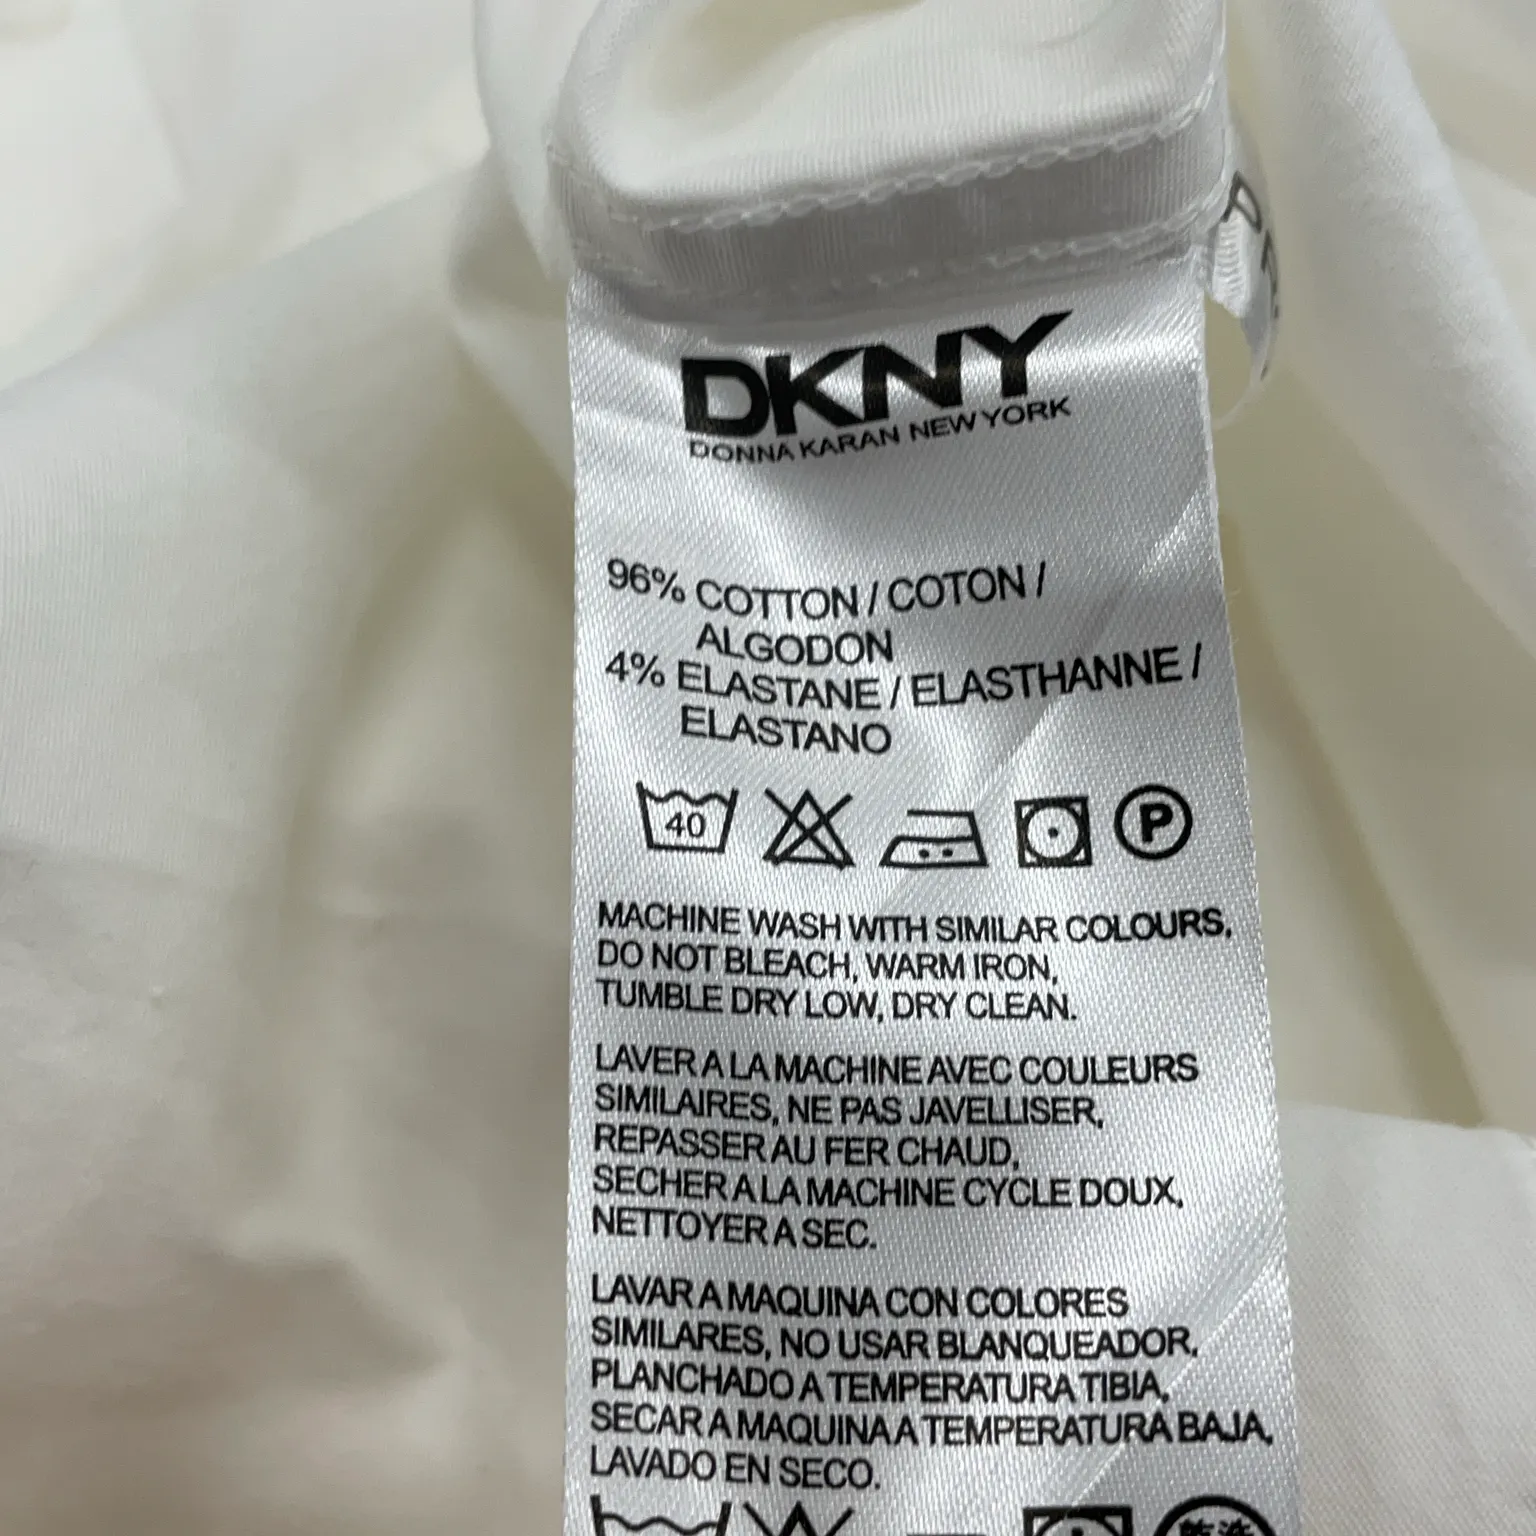 DKNY
DONNA KARAN NEW YORK
96% COTTON / COTON /
ALGODON
4% ELASTANE / ELASTHANNE /
ELASTANO
40
P
MACHINE WASH WITH SIMILAR COLOURS,
DO NOT BLEACH, WARM IRON,
TUMBLE DRY LOW, DRY CLEAN.
LAVER A LA MACHINE AVEC COULEURS
SIMILAIRES, NE PAS JAVELLISER,
REPASSER AU FER CHAUD,
SECHER A LA MACHINE CYCLE DOUX,
NETTOYER A SEC.
LAVAR A MAQUINA CON COLORES
SIMILARES, NO USAR BLANQUEADOR,
PLANCHADO A TEMPERATURA TIBIA,
SECAR A MAQUINA A TEMPERATURA BAJA,
LAVADO EN SECO.